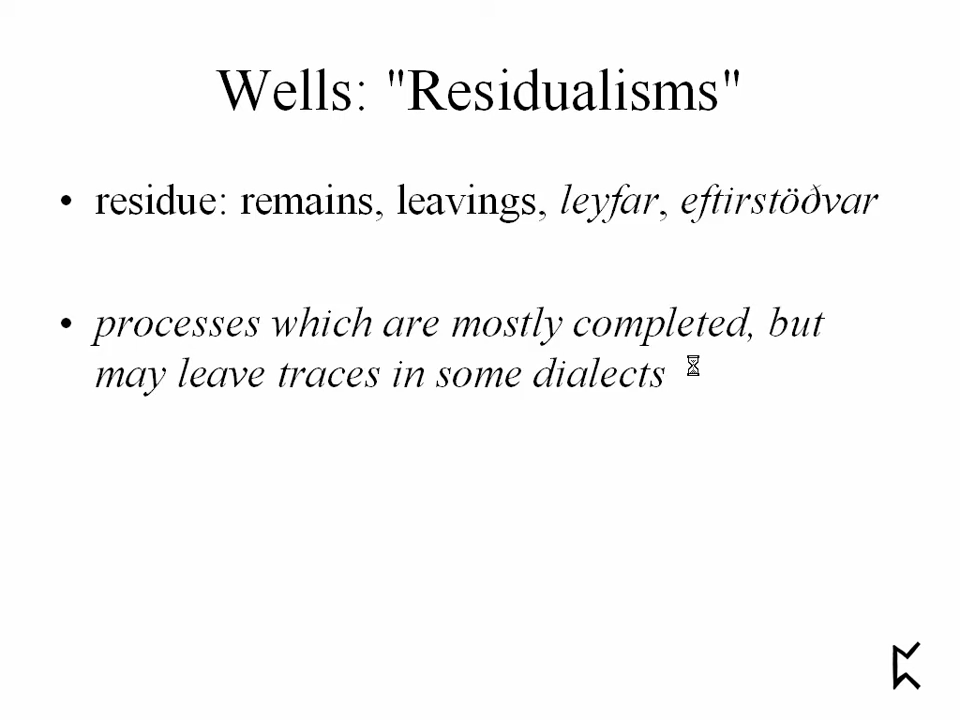 Wells: "Residualisms"
• residue: remains, leavings, leyfar, eftirstöðvar
• processes which are mostly completed, but
may leave traces in some dialects